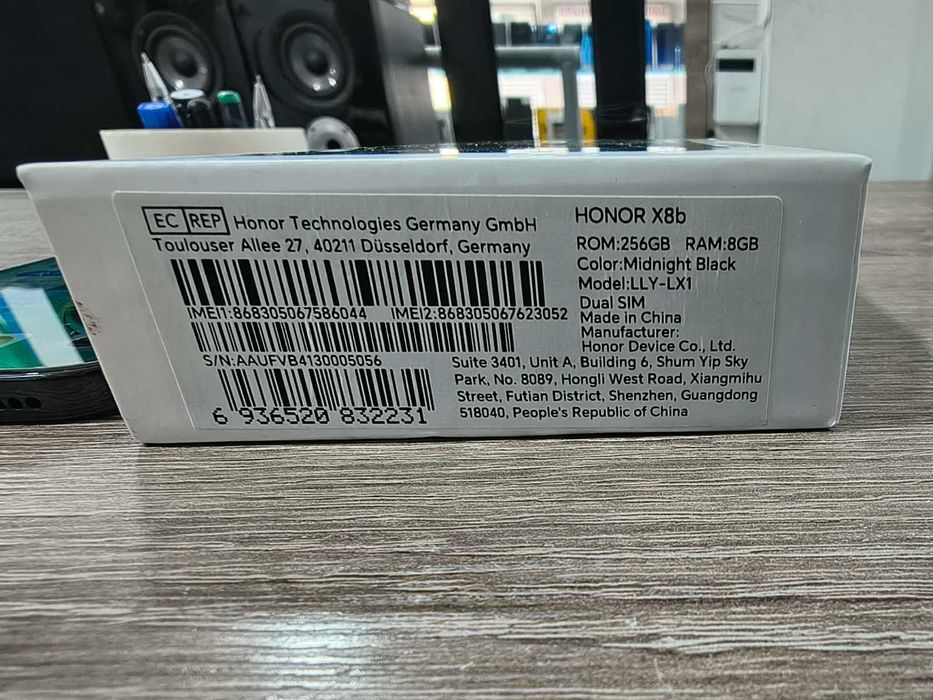 EC REP Honor Technologies Germany GmbH
Toulouser Allee 27, 40211 Düsseldorf, Germany
IMEI1:868305067586044 IMEI2:868305067623052
S/N:AAUFVB4130005056
6 936520 832231
HONOR X8b
ROM:256GB RAM:8GB
Color:Midnight Black
Model:LLY-LX1
Dual SIM
Made in China
Manufacturer:
Honor Device Co., Ltd.
Suite 3401, Unit A, Building 6, Shum Yip Sky
Park, No. 8089, Hongli West Road, Xiangmihu
Street, Futian District, Shenzhen, Guangdong
518040, People's Republic of China